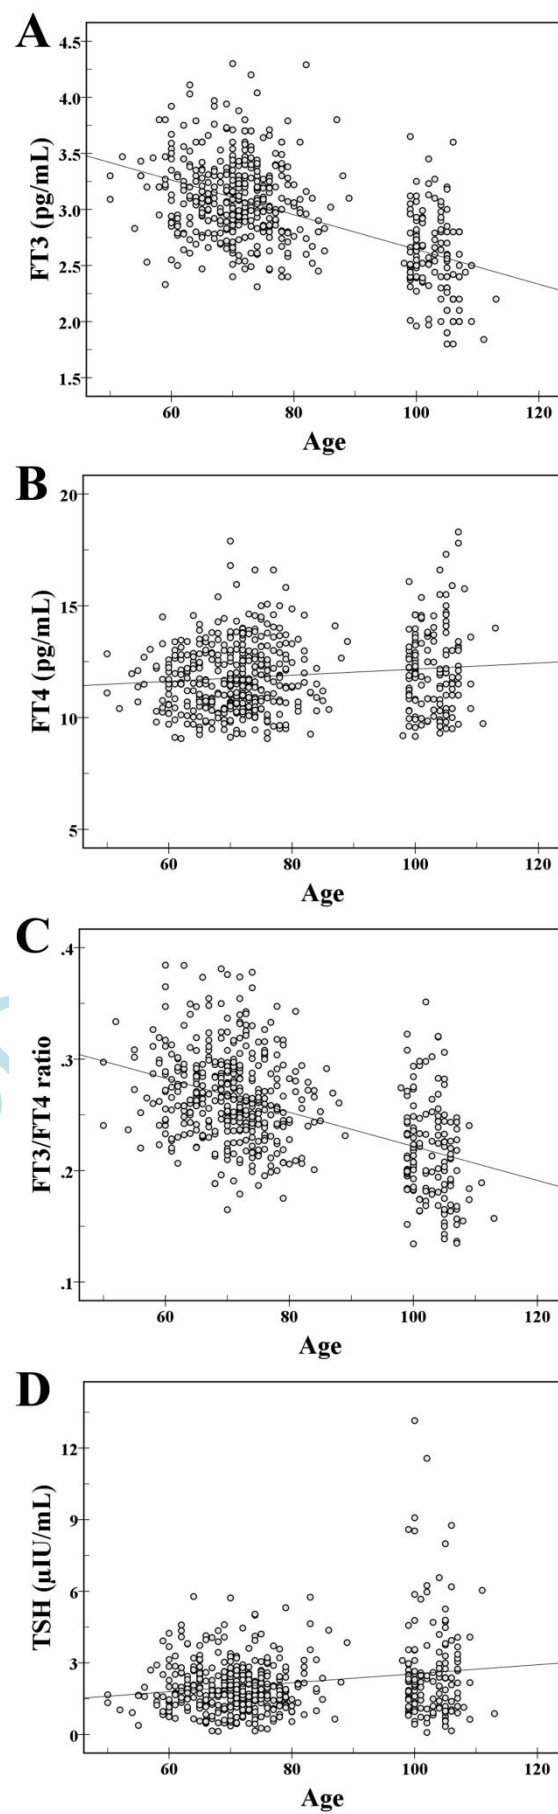 A
4.5
4.0
3.5
3.0
2.5
2.0
1.5
FT3 (pg/mL)
60 80 100 120
Age
B
20
15
10
5
FT4 (pg/mL)
60 80 100 120
Age
C
.4
.3
.2
.1
FT3/FT4 ratio
60 80 100 120
Age
D
12
9
6
3
0
TSH (μIU/mL)
60 80 100 120
Age